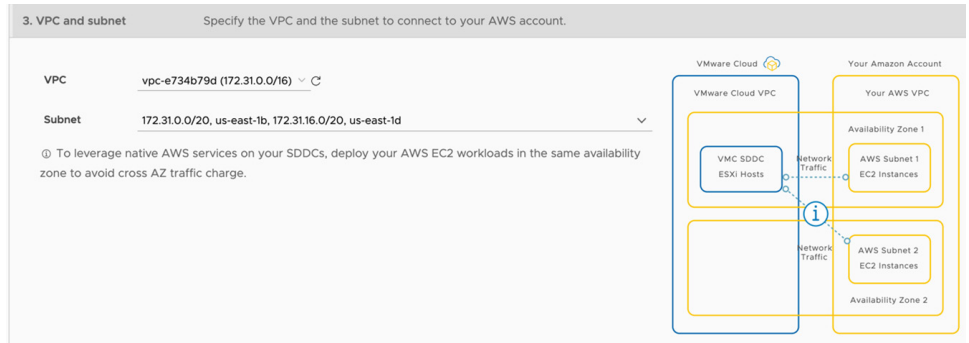 3. VPC and subnet Specify the VPC and the subnet to connect to your AWS account.
VPC vpc-e734b79d (172.31.0.0/16)
Subnet 172.31.0.0/20, us-east-1b, 172.31.16.0/20, us-east-1d
To leverage native AWS services on your SDDCs, deploy your AWS EC2 workloads in the same availability
zone to avoid cross AZ traffic charge.
VMware Cloud Your Amazon Account
VMware Cloud VPC Your AWS VPC
Availability Zone 1
VMC SDDC
ESXi Hosts
Network
Traffic
AWS Subnet 1
EC2 Instances
i
Network
Traffic
AWS Subnet 2
EC2 Instances
Availability Zone 2